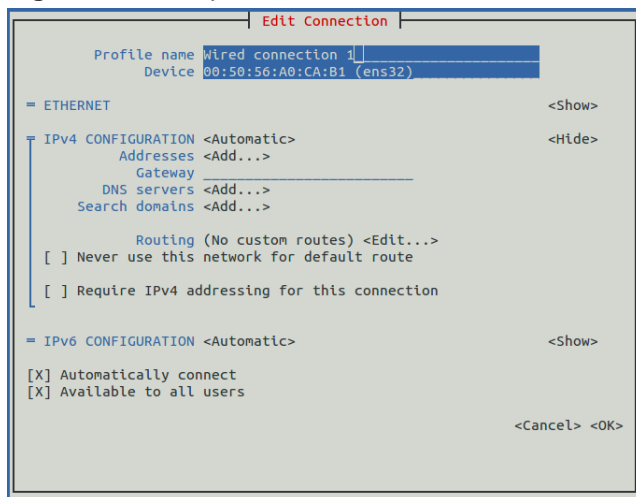 Edit Connection
Profile name Wired connection 1
Device 00:50:56:A0:CA:B1 (ens32)
= ETHERNET <Show>
IPv4 CONFIGURATION <Automatic> <Hide>
Addresses <Add...>
Gateway
DNS servers <Add...>
Search domains <Add...>
Routing (No custom routes) <Edit...>
[ ] Never use this network for default route
[ ] Require IPv4 addressing for this connection
= IPv6 CONFIGURATION <Automatic> <Show>
[X] Automatically connect
[X] Available to all users
<Cancel> <OK>